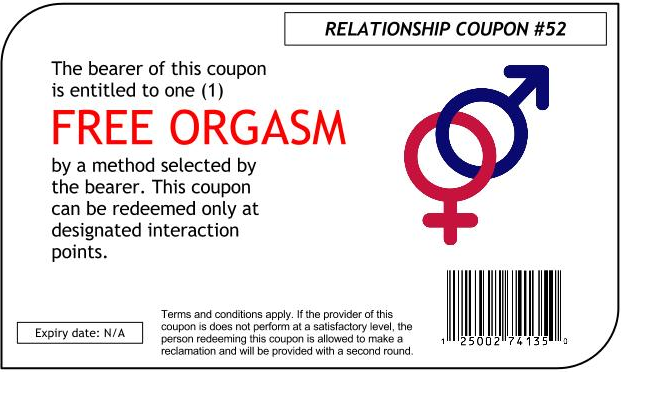 RELATIONSHIP COUPON #52
The bearer of this coupon
is entitled to one (1)
FREE ORGASM
by a method selected by
the bearer. This coupon
can be redeemed only at
designated interaction
points.
Expiry date: N/A
Terms and conditions apply. If the provider of this
coupon is does not perform at a satisfactory level, the
person redeeming this coupon is allowed to make a
reclamation and will be provided with a second round.
1 25002 74135 0